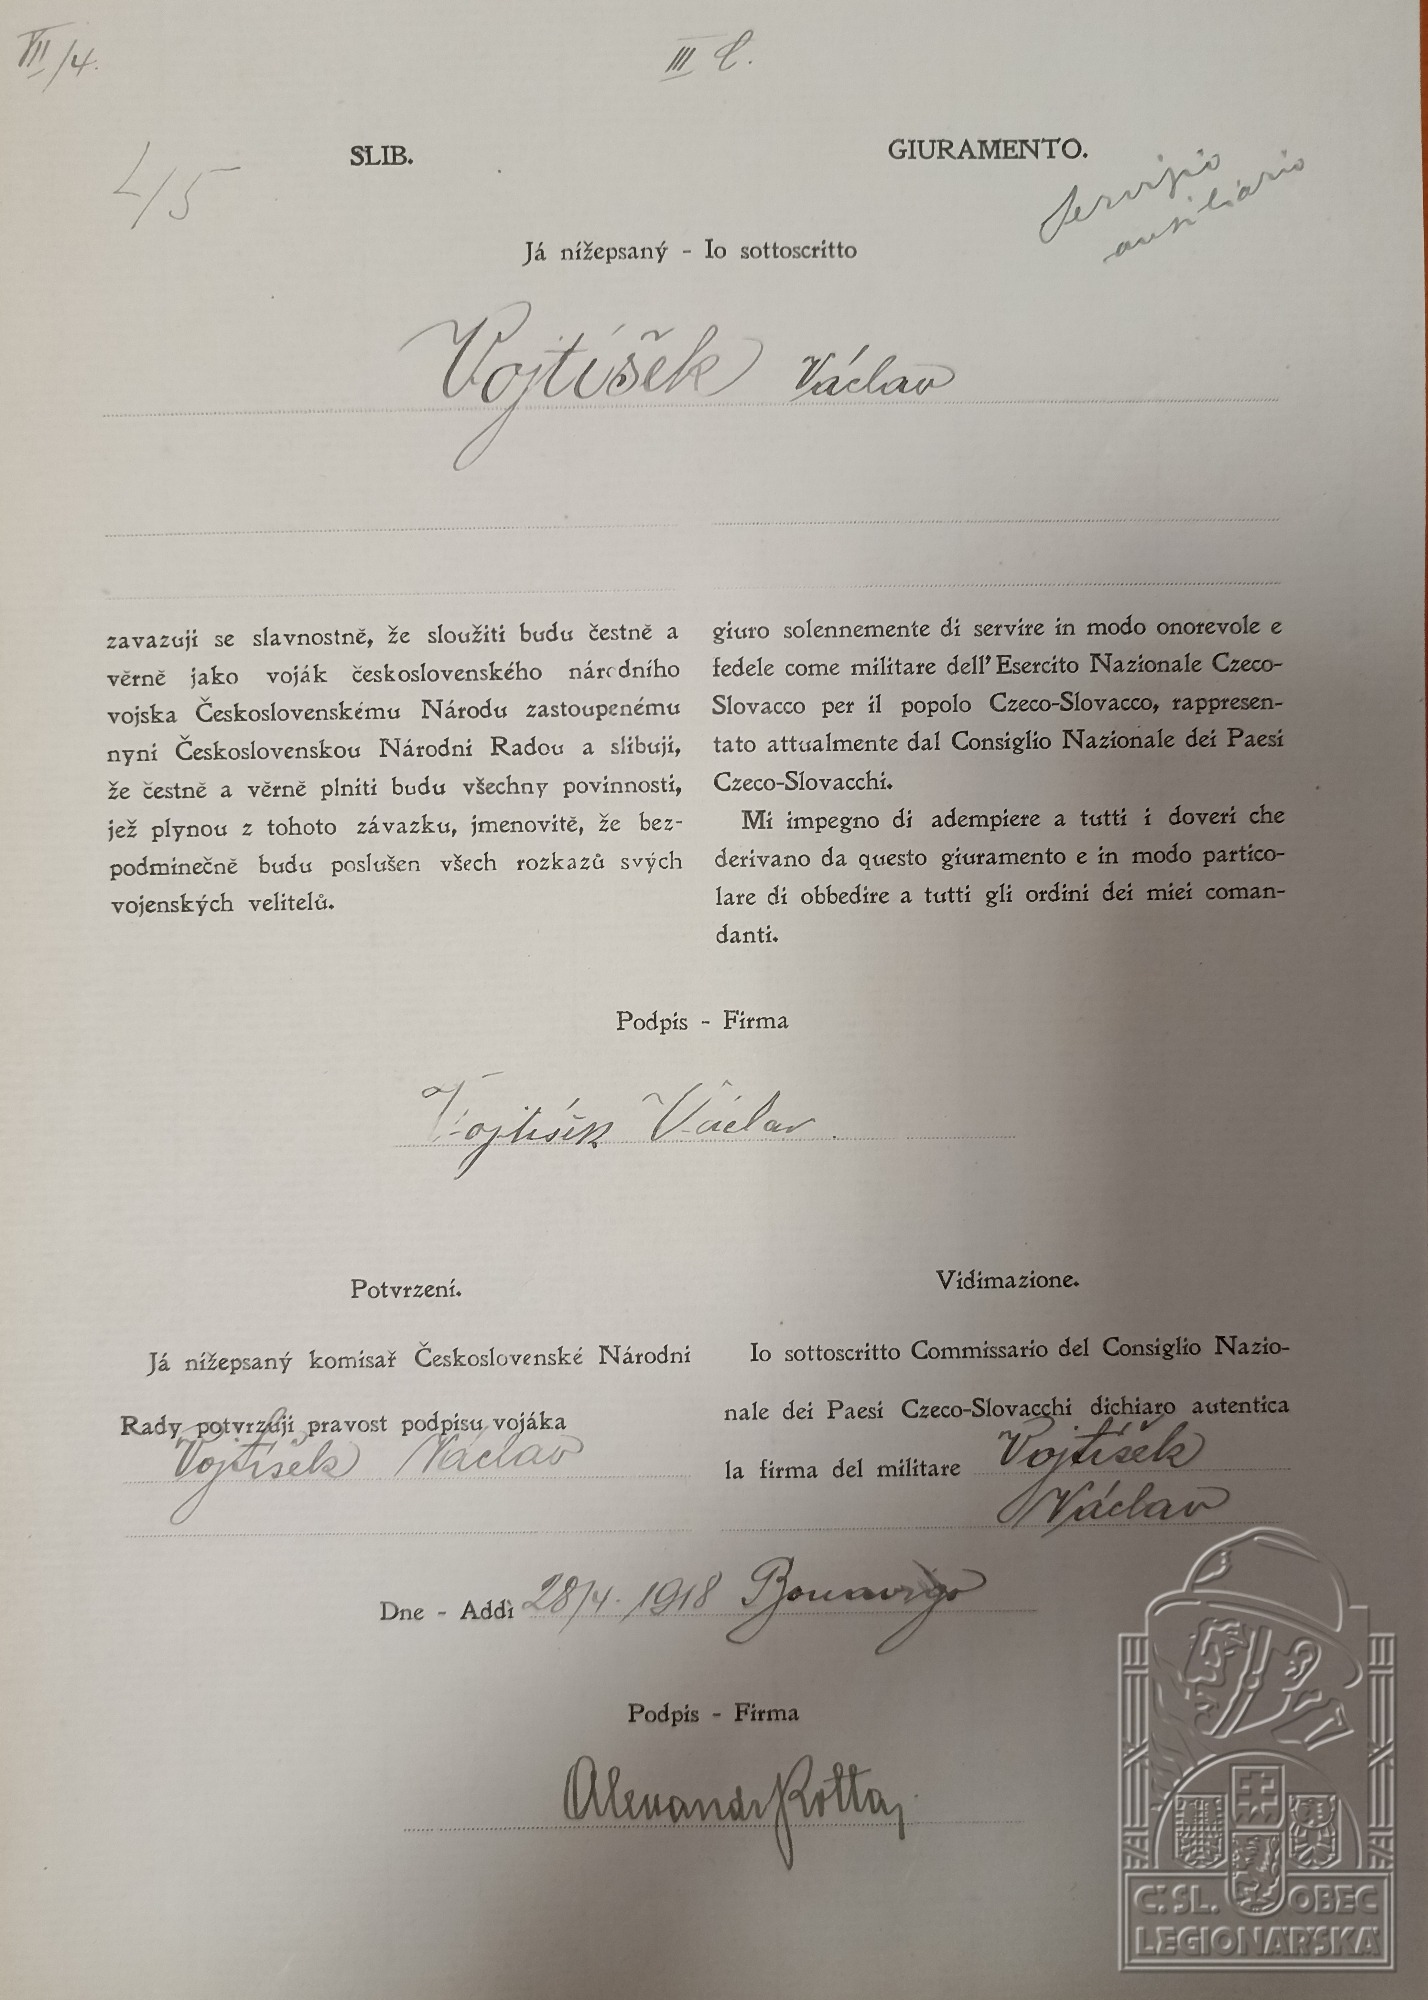 VII/4.
III č.
SLIB.
GIURAMENTO.
4/5
Servizio
ausiliario
Já nížepsaný - Io sottoscritto
Vojtíšek Václav
zavazuji se slavnostně, že sloužiti budu čestně a
věrně jako voják československého národního
vojska Československému Národu zastoupenému
nyní Československou Národní Radou a slibuji,
že čestně a věrně plniti budu všechny povinnosti,
jež plynou z tohoto závazku, jmenovitě, že bez-
podmínečně budu poslušen všech rozkazů svých
vojenských velitelů.
giuro solennemente di servire in modo onorevole e
fedele come militare dell'Esercito Nazionale Czeco-
Slovacco per il popolo Czeco-Slovacco, rappresen-
tato attualmente dal Consiglio Nazionale dei Paesi
Czeco-Slovacchi.
Mi impegno di adempiere a tutti i doveri che
derivano da questo giuramento e in modo partico-
lare di obbedire a tutti gli ordini dei miei coman-
danti.
Podpis - Firma
Vojtíšek Václav
Potvrzení.
Já nížepsaný komisař Československé Národní
Rady potvrzuji pravost podpisu vojáka
Vojtíšek Václav
Vidimazione.
Io sottoscritto Commissario del Consiglio Nazio-
nale dei Paesi Czeco-Slovacchi dichiaro autentica
la firma del militare Vojtíšek
Václav
Dne - Addì 28/4. 1918 Bonavigo
Podpis - Firma
Alexandr Kotta
Č.SL. OBEC
LEGIONÁŘSKÁ